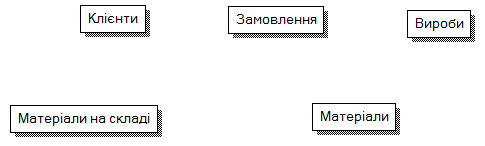 Клієнти
Замовлення
Вироби
Матеріали на складі
Матеріали